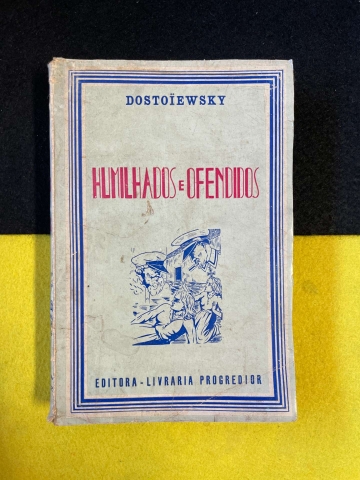 DOSTOÏEWSKY
HUMILHADOS E OFENDIDOS
EDITORA - LIVRARIA PROGREDIOR